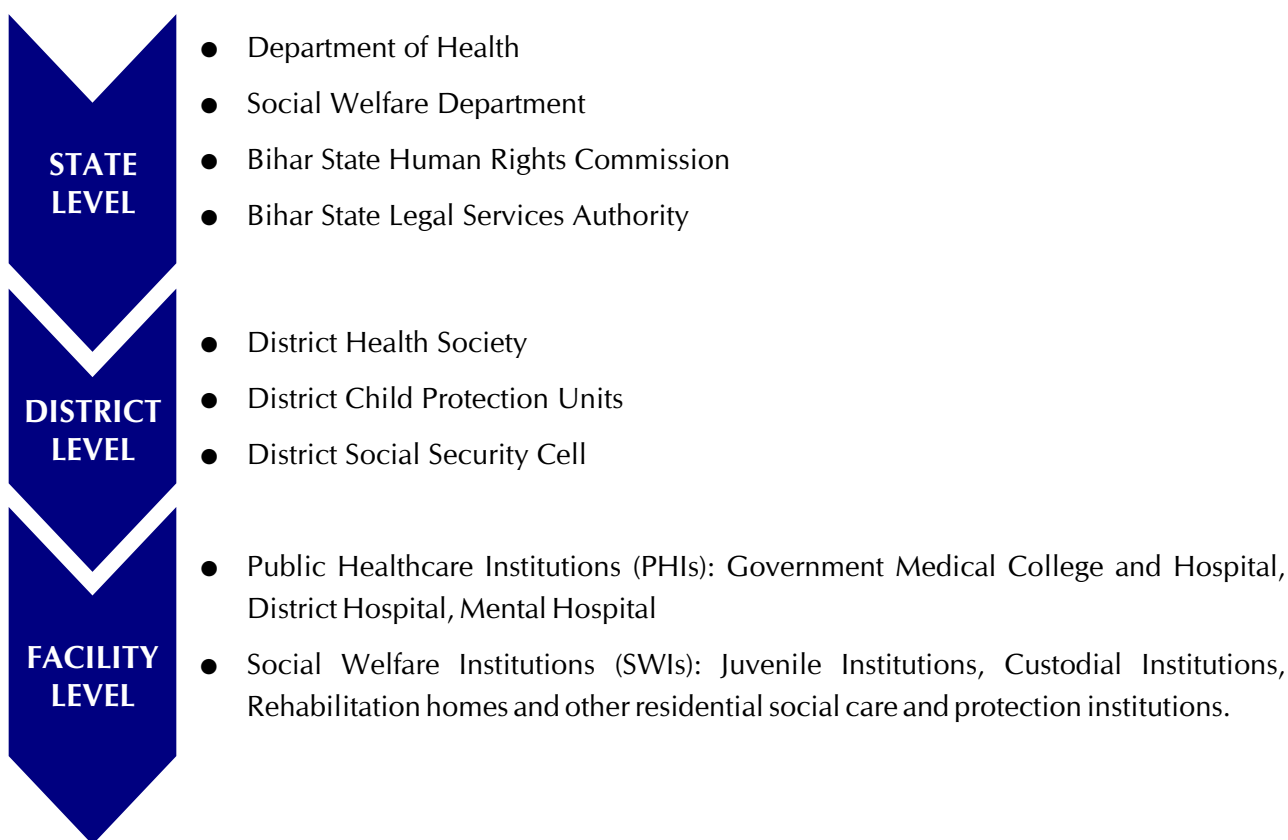 STATE
LEVEL
● Department of Health
● Social Welfare Department
● Bihar State Human Rights Commission
● Bihar State Legal Services Authority
DISTRICT
LEVEL
● District Health Society
● District Child Protection Units
● District Social Security Cell
FACILITY
LEVEL
● Public Healthcare Institutions (PHIs): Government Medical College and Hospital,
District Hospital, Mental Hospital
● Social Welfare Institutions (SWIs): Juvenile Institutions, Custodial Institutions,
Rehabilitation homes and other residential social care and protection institutions.